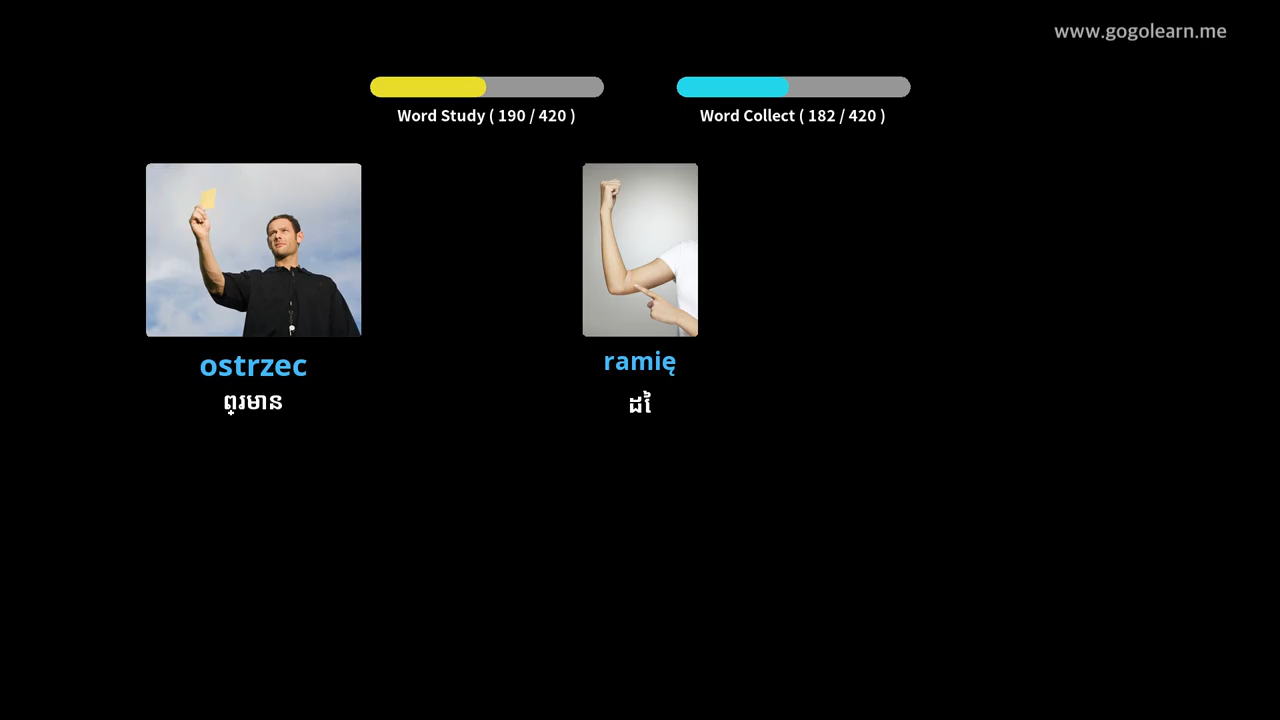 www.gogolearn.me
Word Study ( 190 / 420 )
Word Collect ( 182 / 420 )
ostrzec
ព្រមាន
ramię
ដៃ